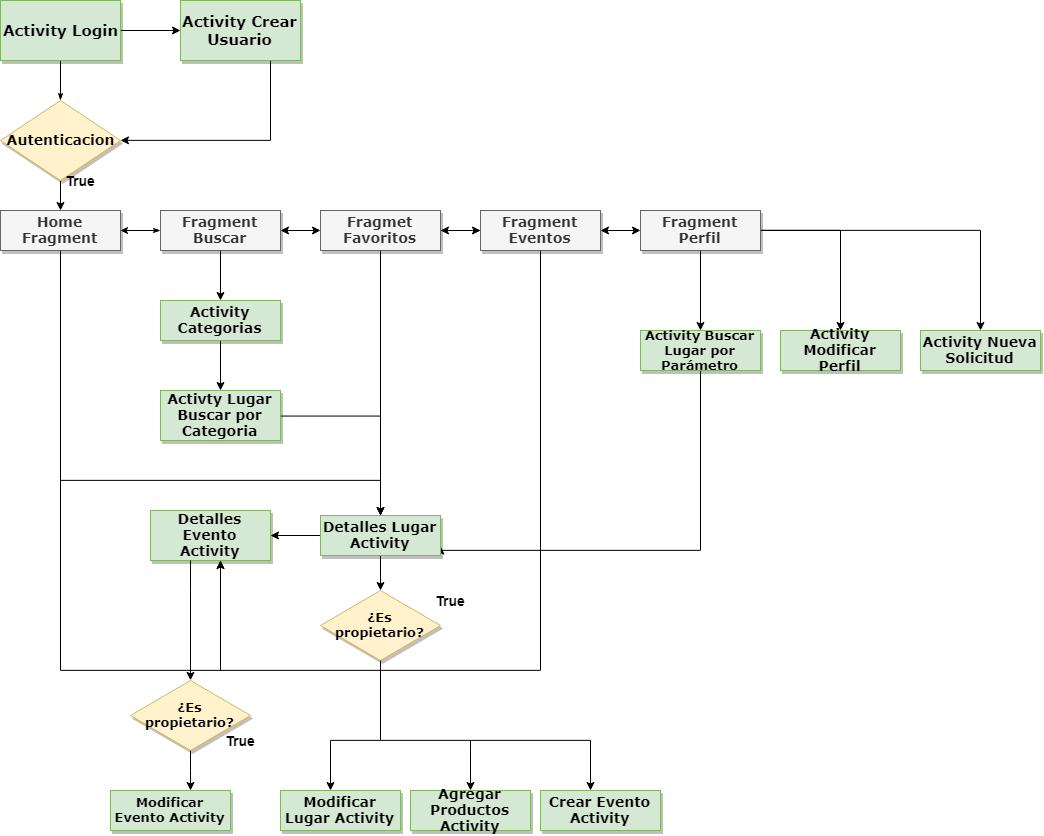 Activity Login
Activity Crear
Usuario
Autenticacion
True
Home
Fragment
Fragment
Buscar
Fragmet
Favoritos
Fragment
Eventos
Fragment
Perfil
Activity
Categorias
Activity Buscar
Lugar por
Parámetro
Activity
Modificar
Perfil
Activity Nueva
Solicitud
Activty Lugar
Buscar por
Categoria
Detalles
Evento
Activity
Detalles Lugar
Activity
¿Es
propietario?
True
¿Es
propietario?
True
Modificar
Evento Activity
Modificar
Lugar Activity
Agregar
Productos
Activity
Crear Evento
Activity